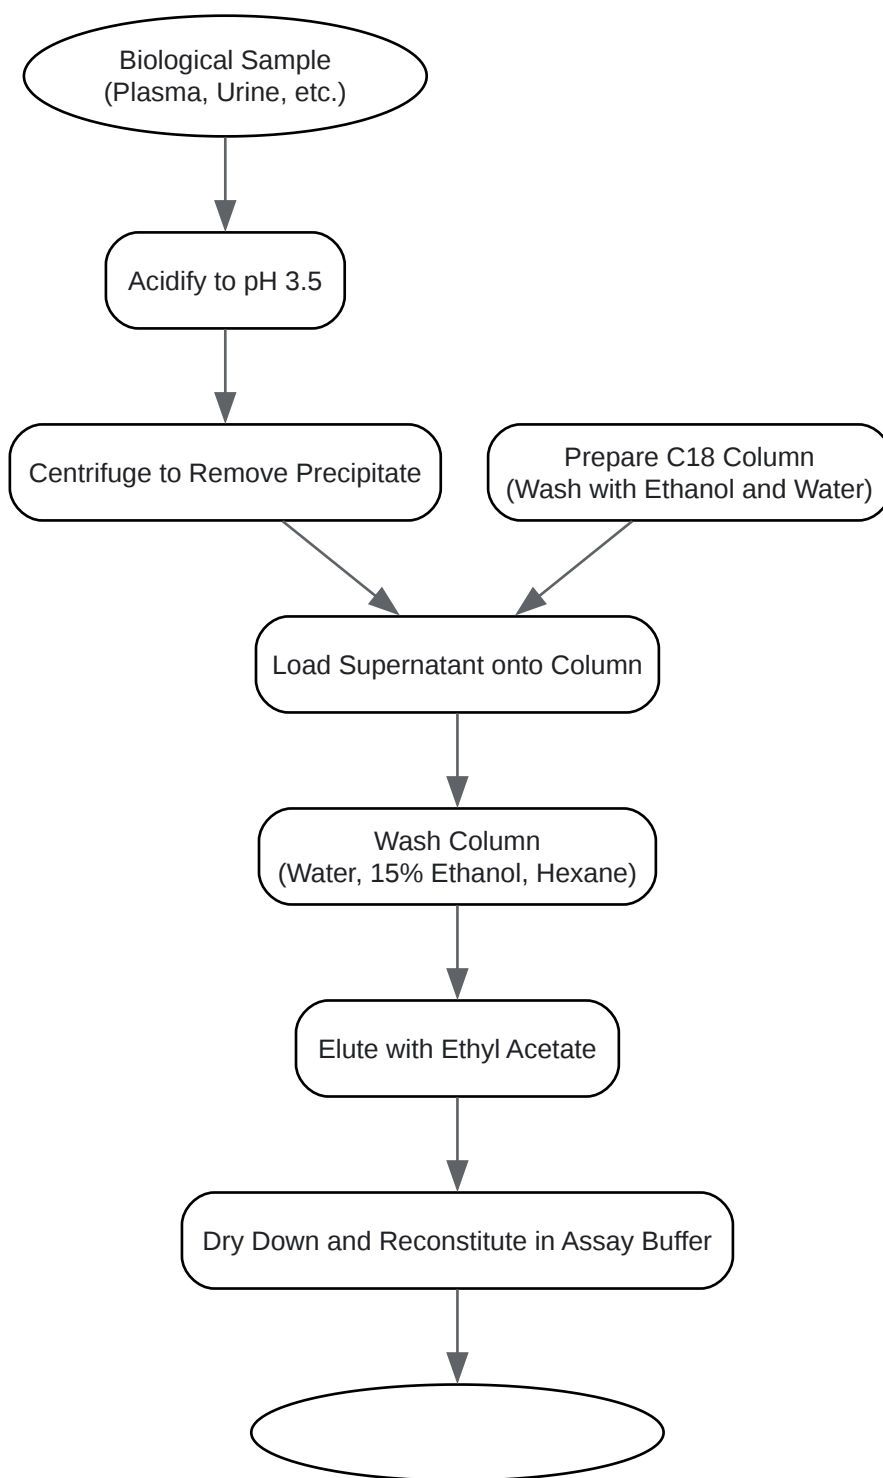 Biological Sample
(Plasma, Urine, etc.)
Acidify to pH 3.5
Centrifuge to Remove Precipitate
Prepare C18 Column
(Wash with Ethanol and Water)
Load Supernatant onto Column
Wash Column
(Water, 15% Ethanol, Hexane)
Elute with Ethyl Acetate
Dry Down and Reconstitute in Assay Buffer